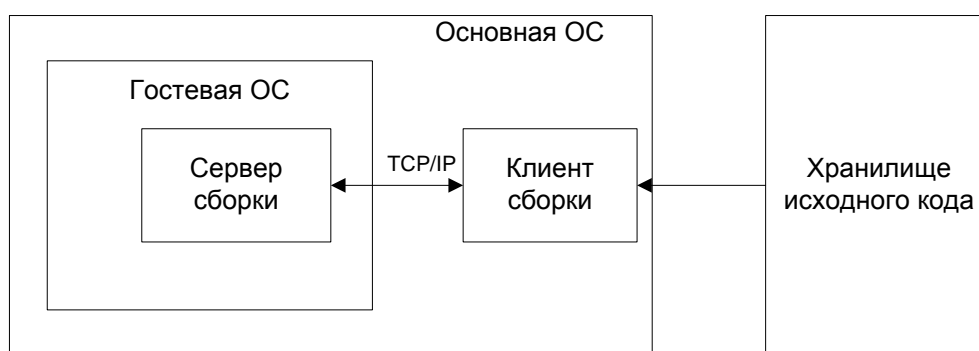 Основная ОС
Гостевая ОС
Сервер
сборки
TCP/IP
Клиент
сборки
Хранилище
исходного кода